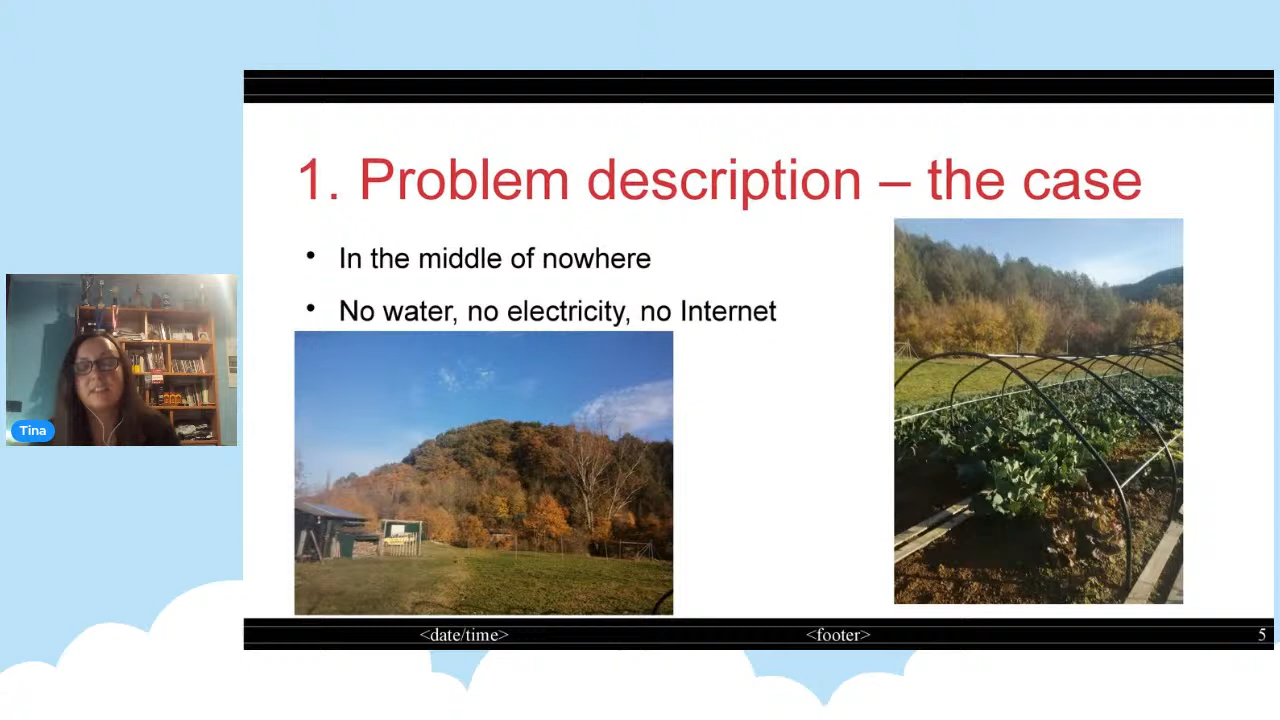 1. Problem description – the case
• In the middle of nowhere
• No water, no electricity, no Internet
Tina
<date/time>
<footer>
5